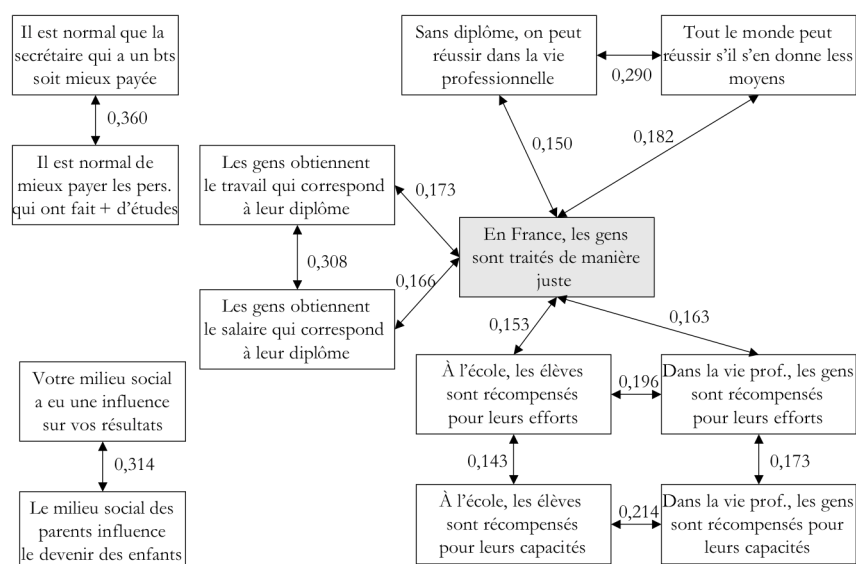 Il est normal que la
secrétaire qui a un bts
soit mieux payée
0,360
Il est normal de
mieux payer les pers.
qui ont fait + d'études
Sans diplôme, on peut
réussir dans la vie
professionnelle
0,290
Tout le monde peut
réussir s'il s'en donne less
moyens
0,150
0,182
Les gens obtiennent
le travail qui correspond
à leur diplôme
0,173
0,308
0,166
Les gens obtiennent
le salaire qui correspond
à leur diplôme
En France, les gens
sont traités de manière
juste
0,153
0,163
Votre milieu social
a eu une influence
sur vos résultats
0,314
Le milieu social des
parents influence
le devenir des enfants
À l'école, les élèves
sont récompensés
pour leurs efforts
0,196
Dans la vie prof., les gens
sont récompensés
pour leurs efforts
0,143
0,173
À l'école, les élèves
sont récompensés
pour leurs capacités
0,214
Dans la vie prof., les gens
sont récompensés pour
leurs capacités